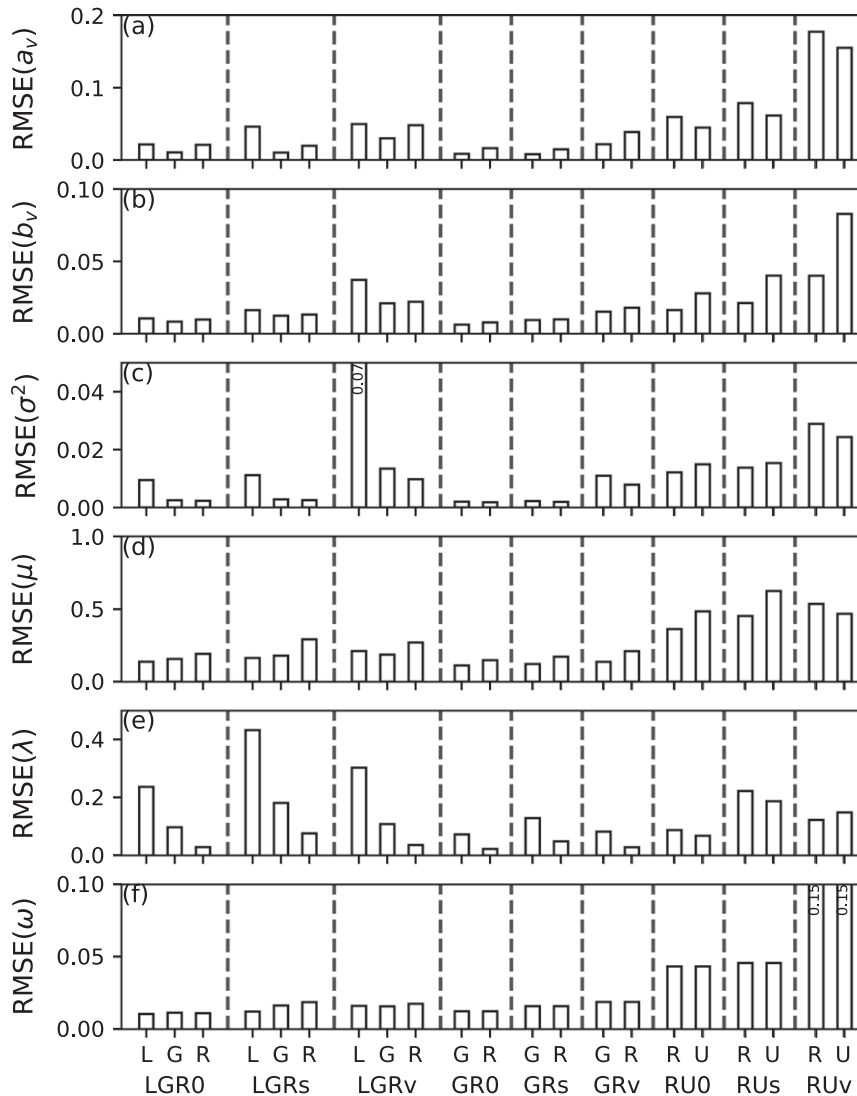 (a)
RMSE(a_v)
0.2
0.1
0.0
(b)
RMSE(b_v)
0.10
0.05
0.00
(c)
RMSE(σ²)
0.04
0.02
0.00
0.07
(d)
RMSE(μ)
1.0
0.5
0.0
(e)
RMSE(λ)
0.4
0.2
0.0
(f)
RMSE(ω)
0.10
0.05
0.00
0.15 0.15
L G R L G R L G R G R G R G R R U R U R U
LGR0 LGRs LGRv GR0 GRs GRv RU0 RUs RUv